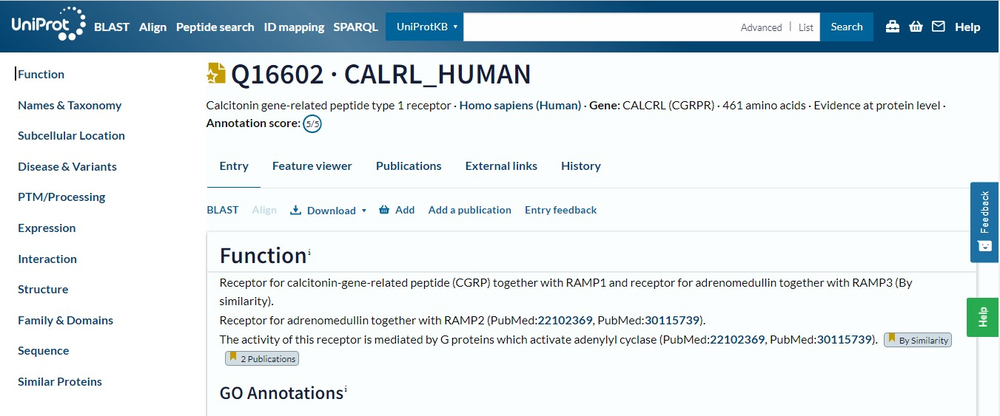 UniProt BLAST Align Peptide search ID mapping SPARQL UniProtKB Advanced | List Search Help
Function
Names & Taxonomy
Subcellular Location
Disease & Variants
PTM/Processing
Expression
Interaction
Structure
Family & Domains
Sequence
Similar Proteins
Q16602 · CALRL_HUMAN
Calcitonin gene-related peptide type 1 receptor · Homo sapiens (Human) · Gene: CALCRL (CGRPR) · 461 amino acids · Evidence at protein level ·
Annotation score: 5/5
Entry Feature viewer Publications External links History
BLAST Align Download Add Add a publication Entry feedback
Function i
Receptor for calcitonin-gene-related peptide (CGRP) together with RAMP1 and receptor for adrenomedullin together with RAMP3 (By
similarity).
Receptor for adrenomedullin together with RAMP2 (PubMed:22102369, PubMed:30115739).
The activity of this receptor is mediated by G proteins which activate adenylyl cyclase (PubMed:22102369, PubMed:30115739). By Similarity
2 Publications
GO Annotations i
Feedback
Help